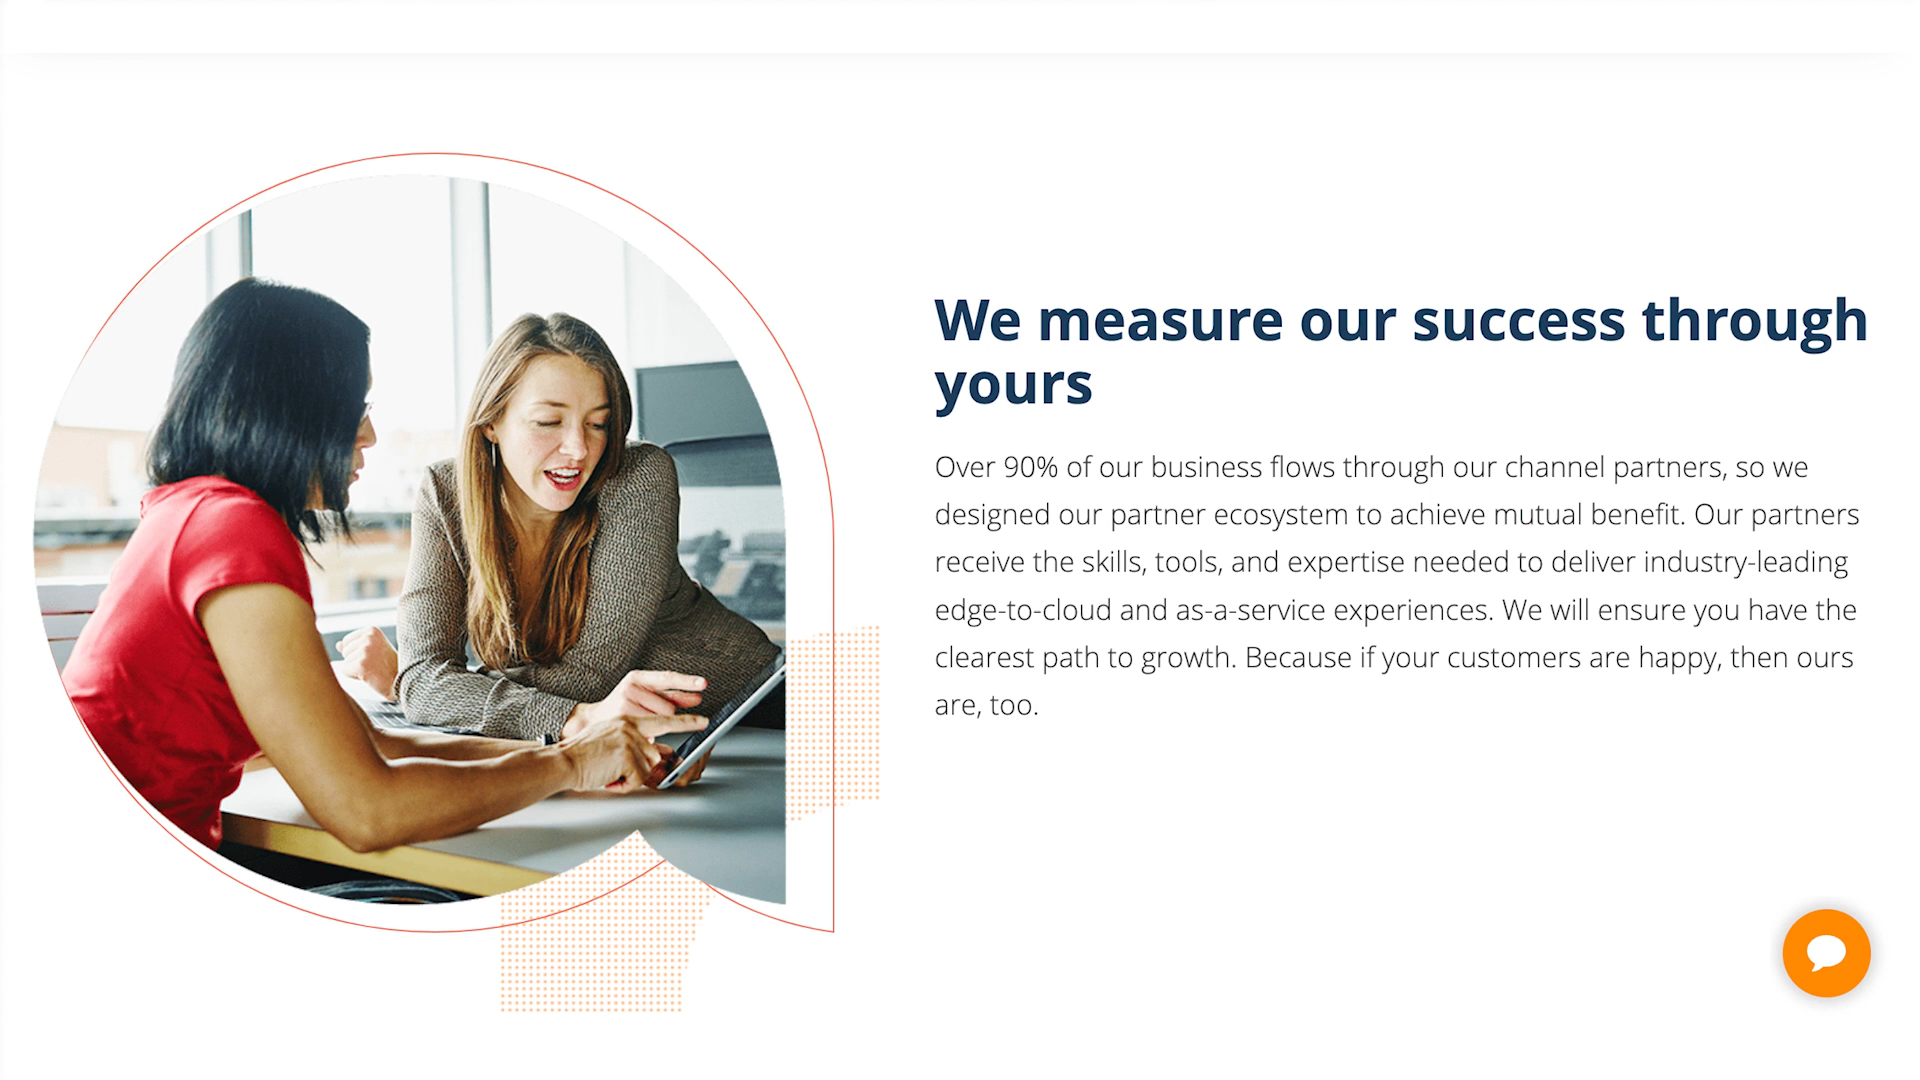 We measure our success through
yours
Over 90% of our business flows through our channel partners, so we
designed our partner ecosystem to achieve mutual benefit. Our partners
receive the skills, tools, and expertise needed to deliver industry-leading
edge-to-cloud and as-a-service experiences. We will ensure you have the
clearest path to growth. Because if your customers are happy, then ours
are, too.